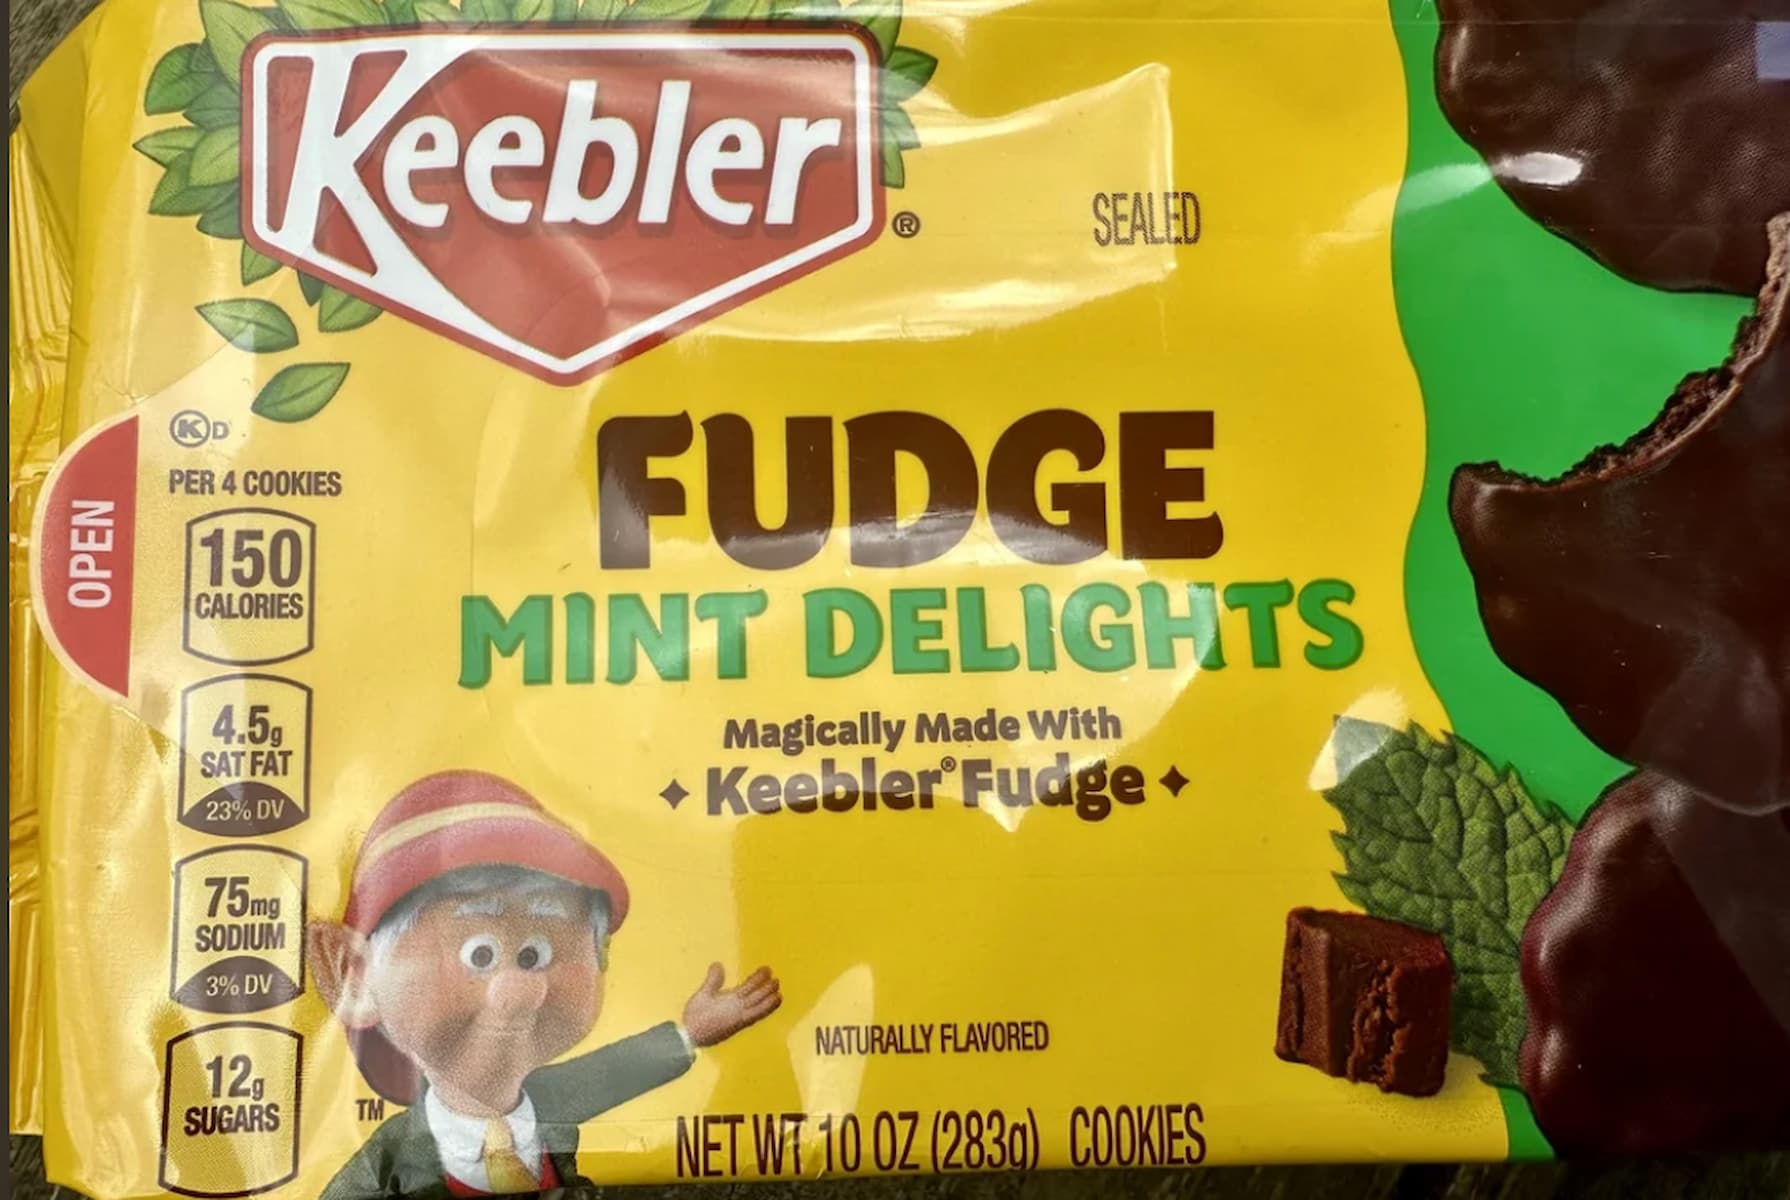 Keebler®
SEALED
KD
PER 4 COOKIES
OPEN
150
CALORIES
4.5g
SAT FAT
23% DV
75mg
SODIUM
3% DV
12g
SUGARS
FUDGE
MINT DELIGHTS
Magically Made With
Keebler® Fudge
NATURALLY FLAVORED
TM
NET WT 10 OZ (283g) COOKIES